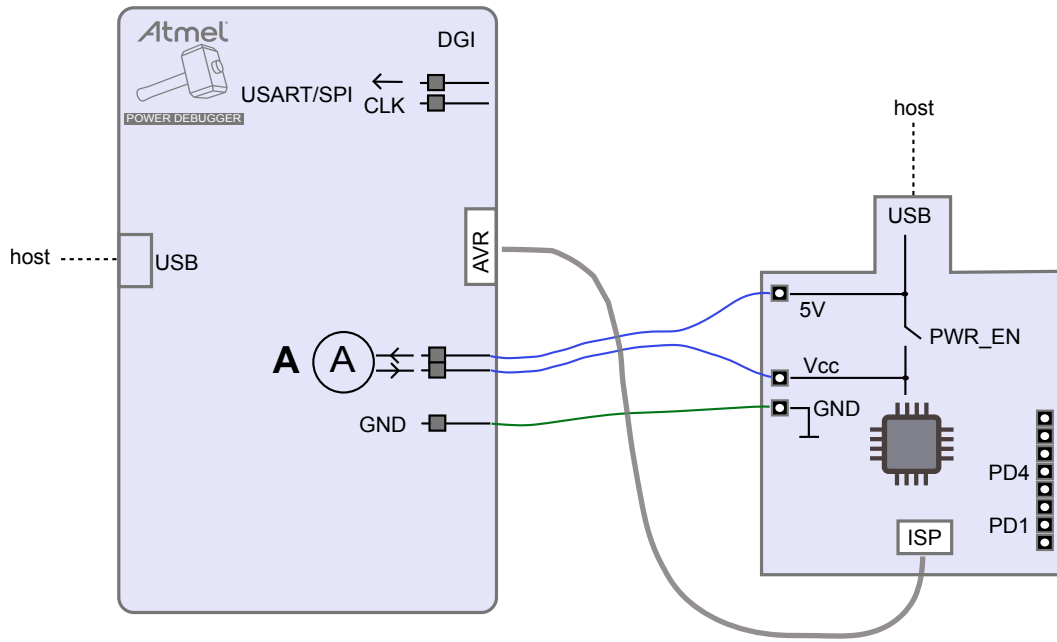 Atmel
POWER DEBUGGER
DGI
USART/SPI
CLK
host
USB
AVR
A
A
GND
host
USB
5V
PWR_EN
Vcc
GND
PD4
PD1
ISP